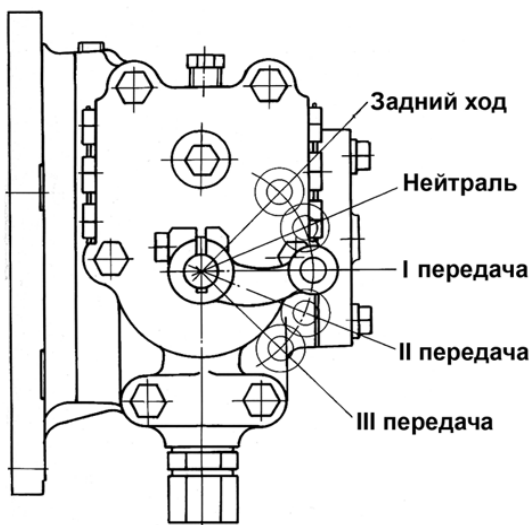 Задний ход
Нейтраль
I передача
II передача
III передача